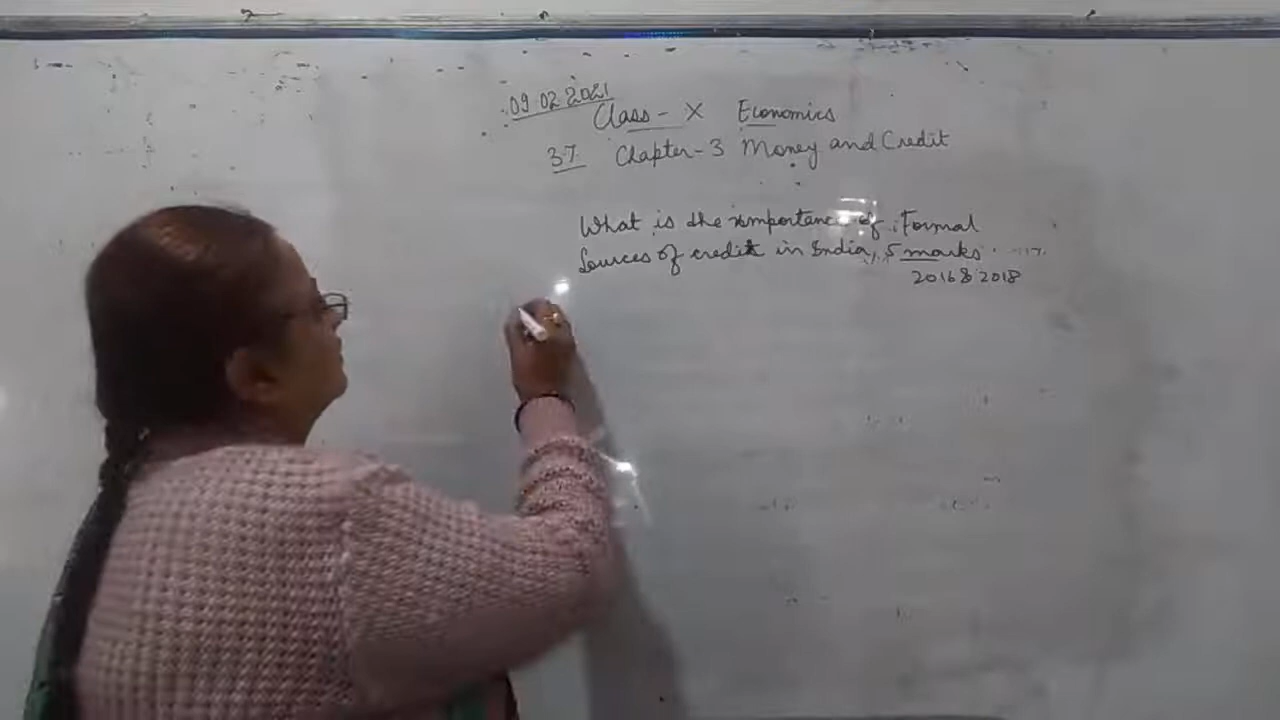 09.02.2021
Class - X Economics
37. Chapter-3 Money and Credit
What is the importance of Formal
Sources of credit in India, 5 marks
2016 & 2018